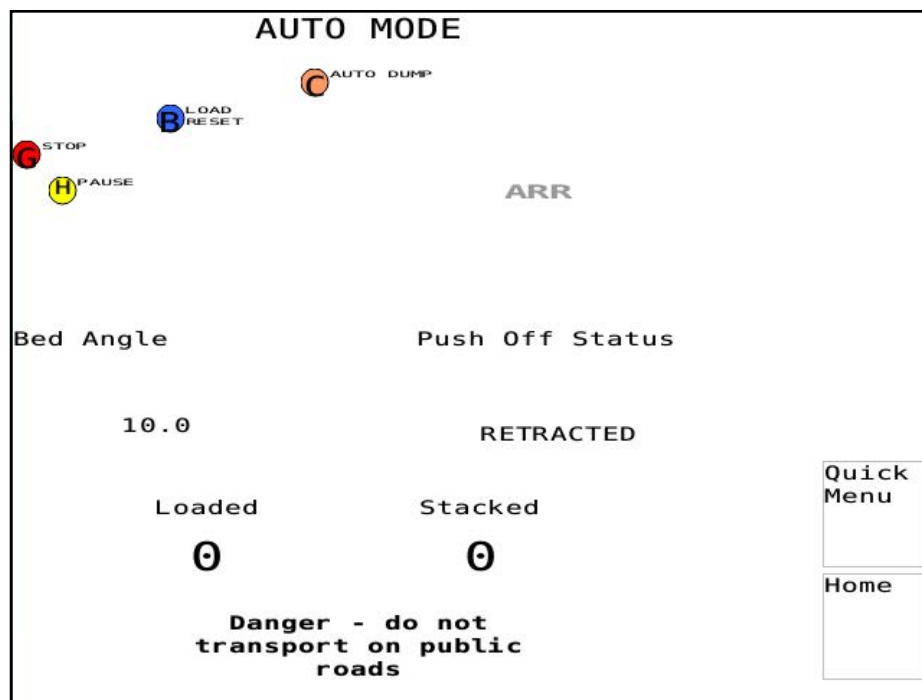 AUTO MODE
C AUTO DUMP
B LOAD
RESET
G STOP
H PAUSE
ARR
Bed Angle
Push Off Status
10.0
RETRACTED
Quick
Menu
Loaded
Stacked
0
0
Home
Danger - do not
transport on public
roads